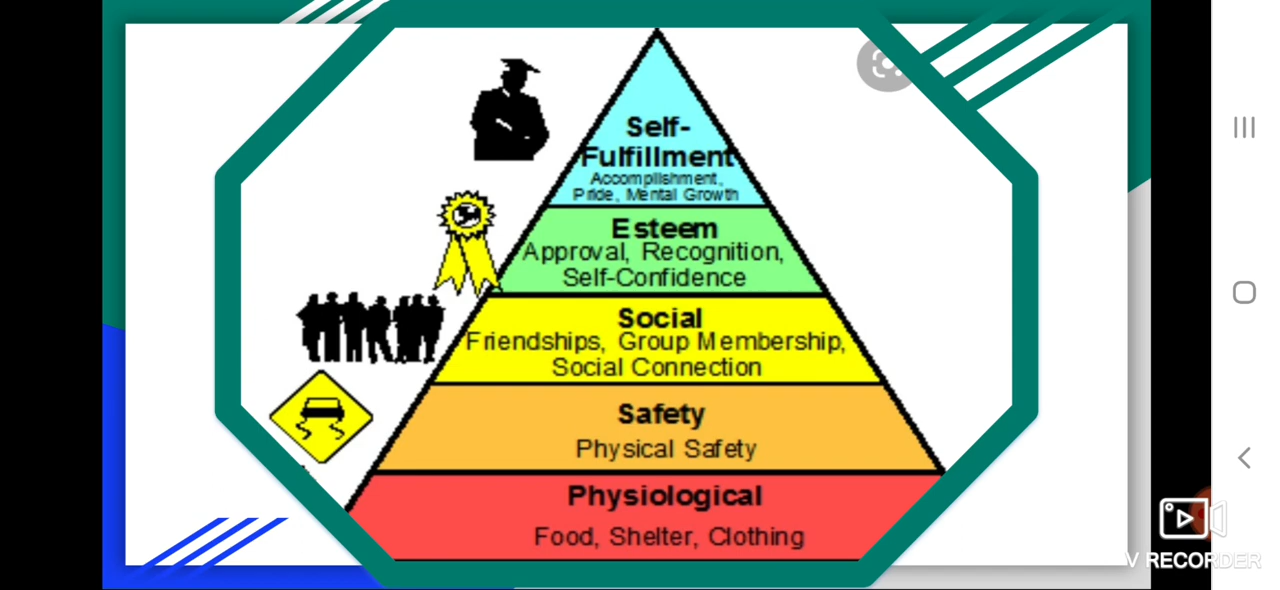 Self-
Fulfillment
Accomplishment,
Pride, Mental Growth
Esteem
Approval, Recognition,
Self-Confidence
Social
Friendships, Group Membership,
Social Connection
Safety
Physical Safety
Physiological
Food, Shelter, Clothing
V RECORDER